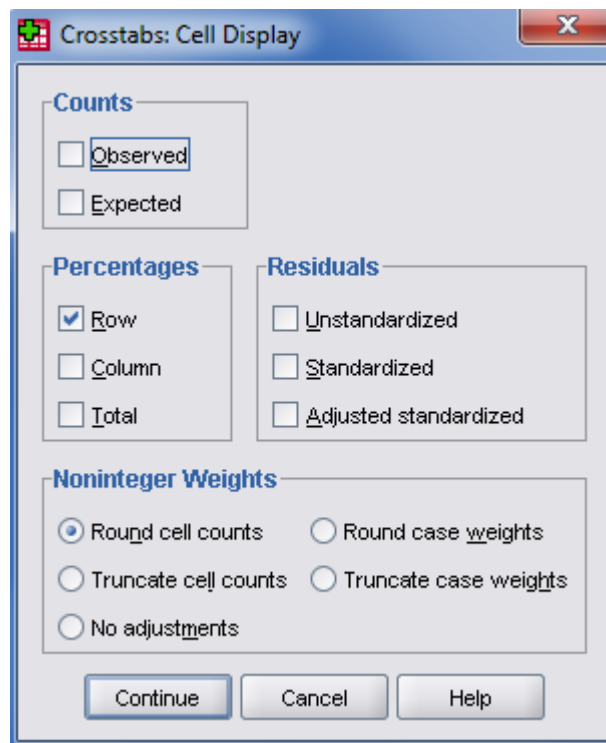 Crosstabs: Cell Display
Counts
Observed
Expected
Percentages
Row
Column
Total
Residuals
Unstandardized
Standardized
Adjusted standardized
Noninteger Weights
Round cell counts
Round case weights
Truncate cell counts
Truncate case weights
No adjustments
Continue
Cancel
Help